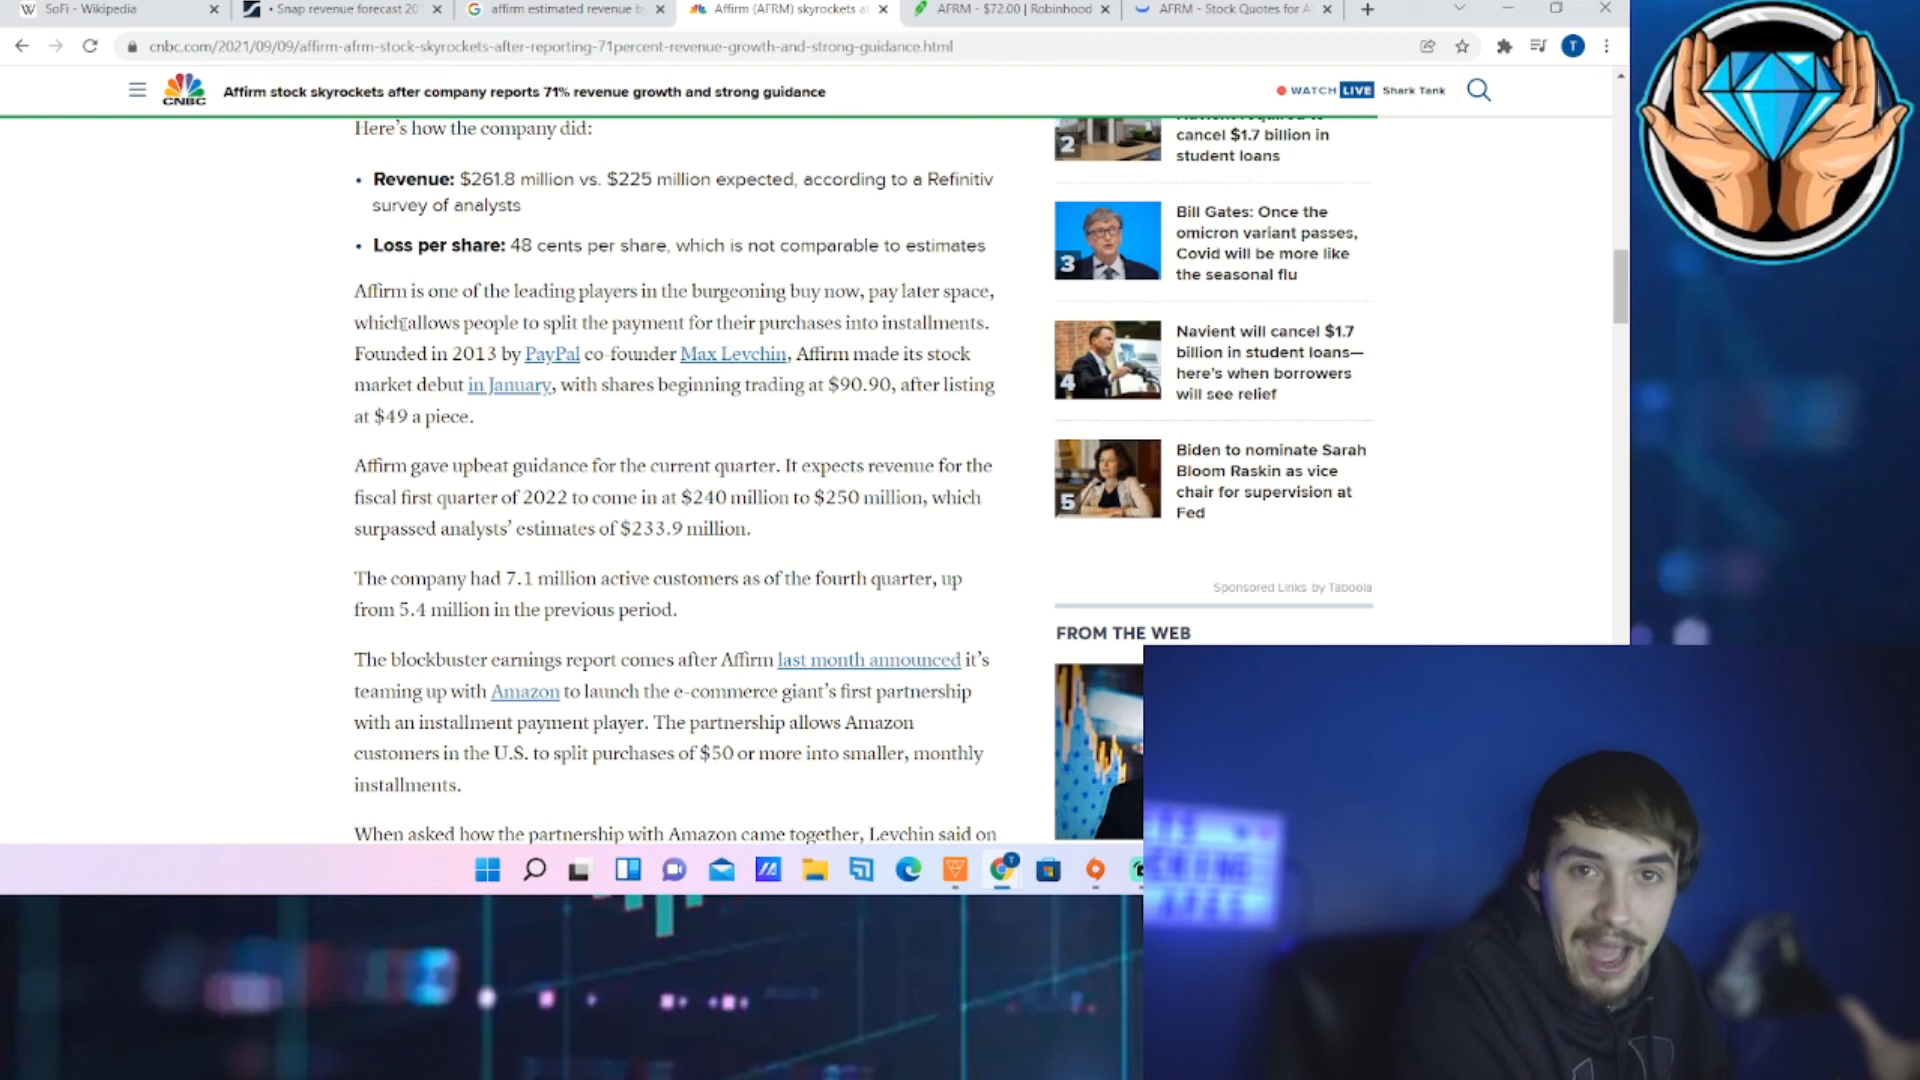 SoFi - Wikipedia
• Snap revenue forecast 20
affirm estimated revenue b
Affirm (AFRM) skyrockets a
AFRM - $72.00 | Robinhood
AFRM - Stock Quotes for A
cnbc.com/2021/09/09/affirm-afrm-stock-skyrockets-after-reporting-71percent-revenue-growth-and-strong-guidance.html
T
CNBC
Affirm stock skyrockets after company reports 71% revenue growth and strong guidance
WATCH LIVE
Shark Tank
Here's how the company did:
• Revenue: $261.8 million vs. $225 million expected, according to a Refinitiv
survey of analysts
• Loss per share: 48 cents per share, which is not comparable to estimates
Affirm is one of the leading players in the burgeoning buy now, pay later space,
which allows people to split the payment for their purchases into installments.
Founded in 2013 by PayPal co-founder Max Levchin, Affirm made its stock
market debut in January, with shares beginning trading at $90.90, after listing
at $49 a piece.
Affirm gave upbeat guidance for the current quarter. It expects revenue for the
fiscal first quarter of 2022 to come in at $240 million to $250 million, which
surpassed analysts' estimates of $233.9 million.
The company had 7.1 million active customers as of the fourth quarter, up
from 5.4 million in the previous period.
The blockbuster earnings report comes after Affirm last month announced it's
teaming up with Amazon to launch the e-commerce giant's first partnership
with an installment payment player. The partnership allows Amazon
customers in the U.S. to split purchases of $50 or more into smaller, monthly
installments.
When asked how the partnership with Amazon came together, Levchin said on
2
cancel $1.7 billion in
student loans
3
Bill Gates: Once the
omicron variant passes,
Covid will be more like
the seasonal flu
4
Navient will cancel $1.7
billion in student loans—
here's when borrowers
will see relief
5
Biden to nominate Sarah
Bloom Raskin as vice
chair for supervision at
Fed
Sponsored Links by Taboola
FROM THE WEB
T